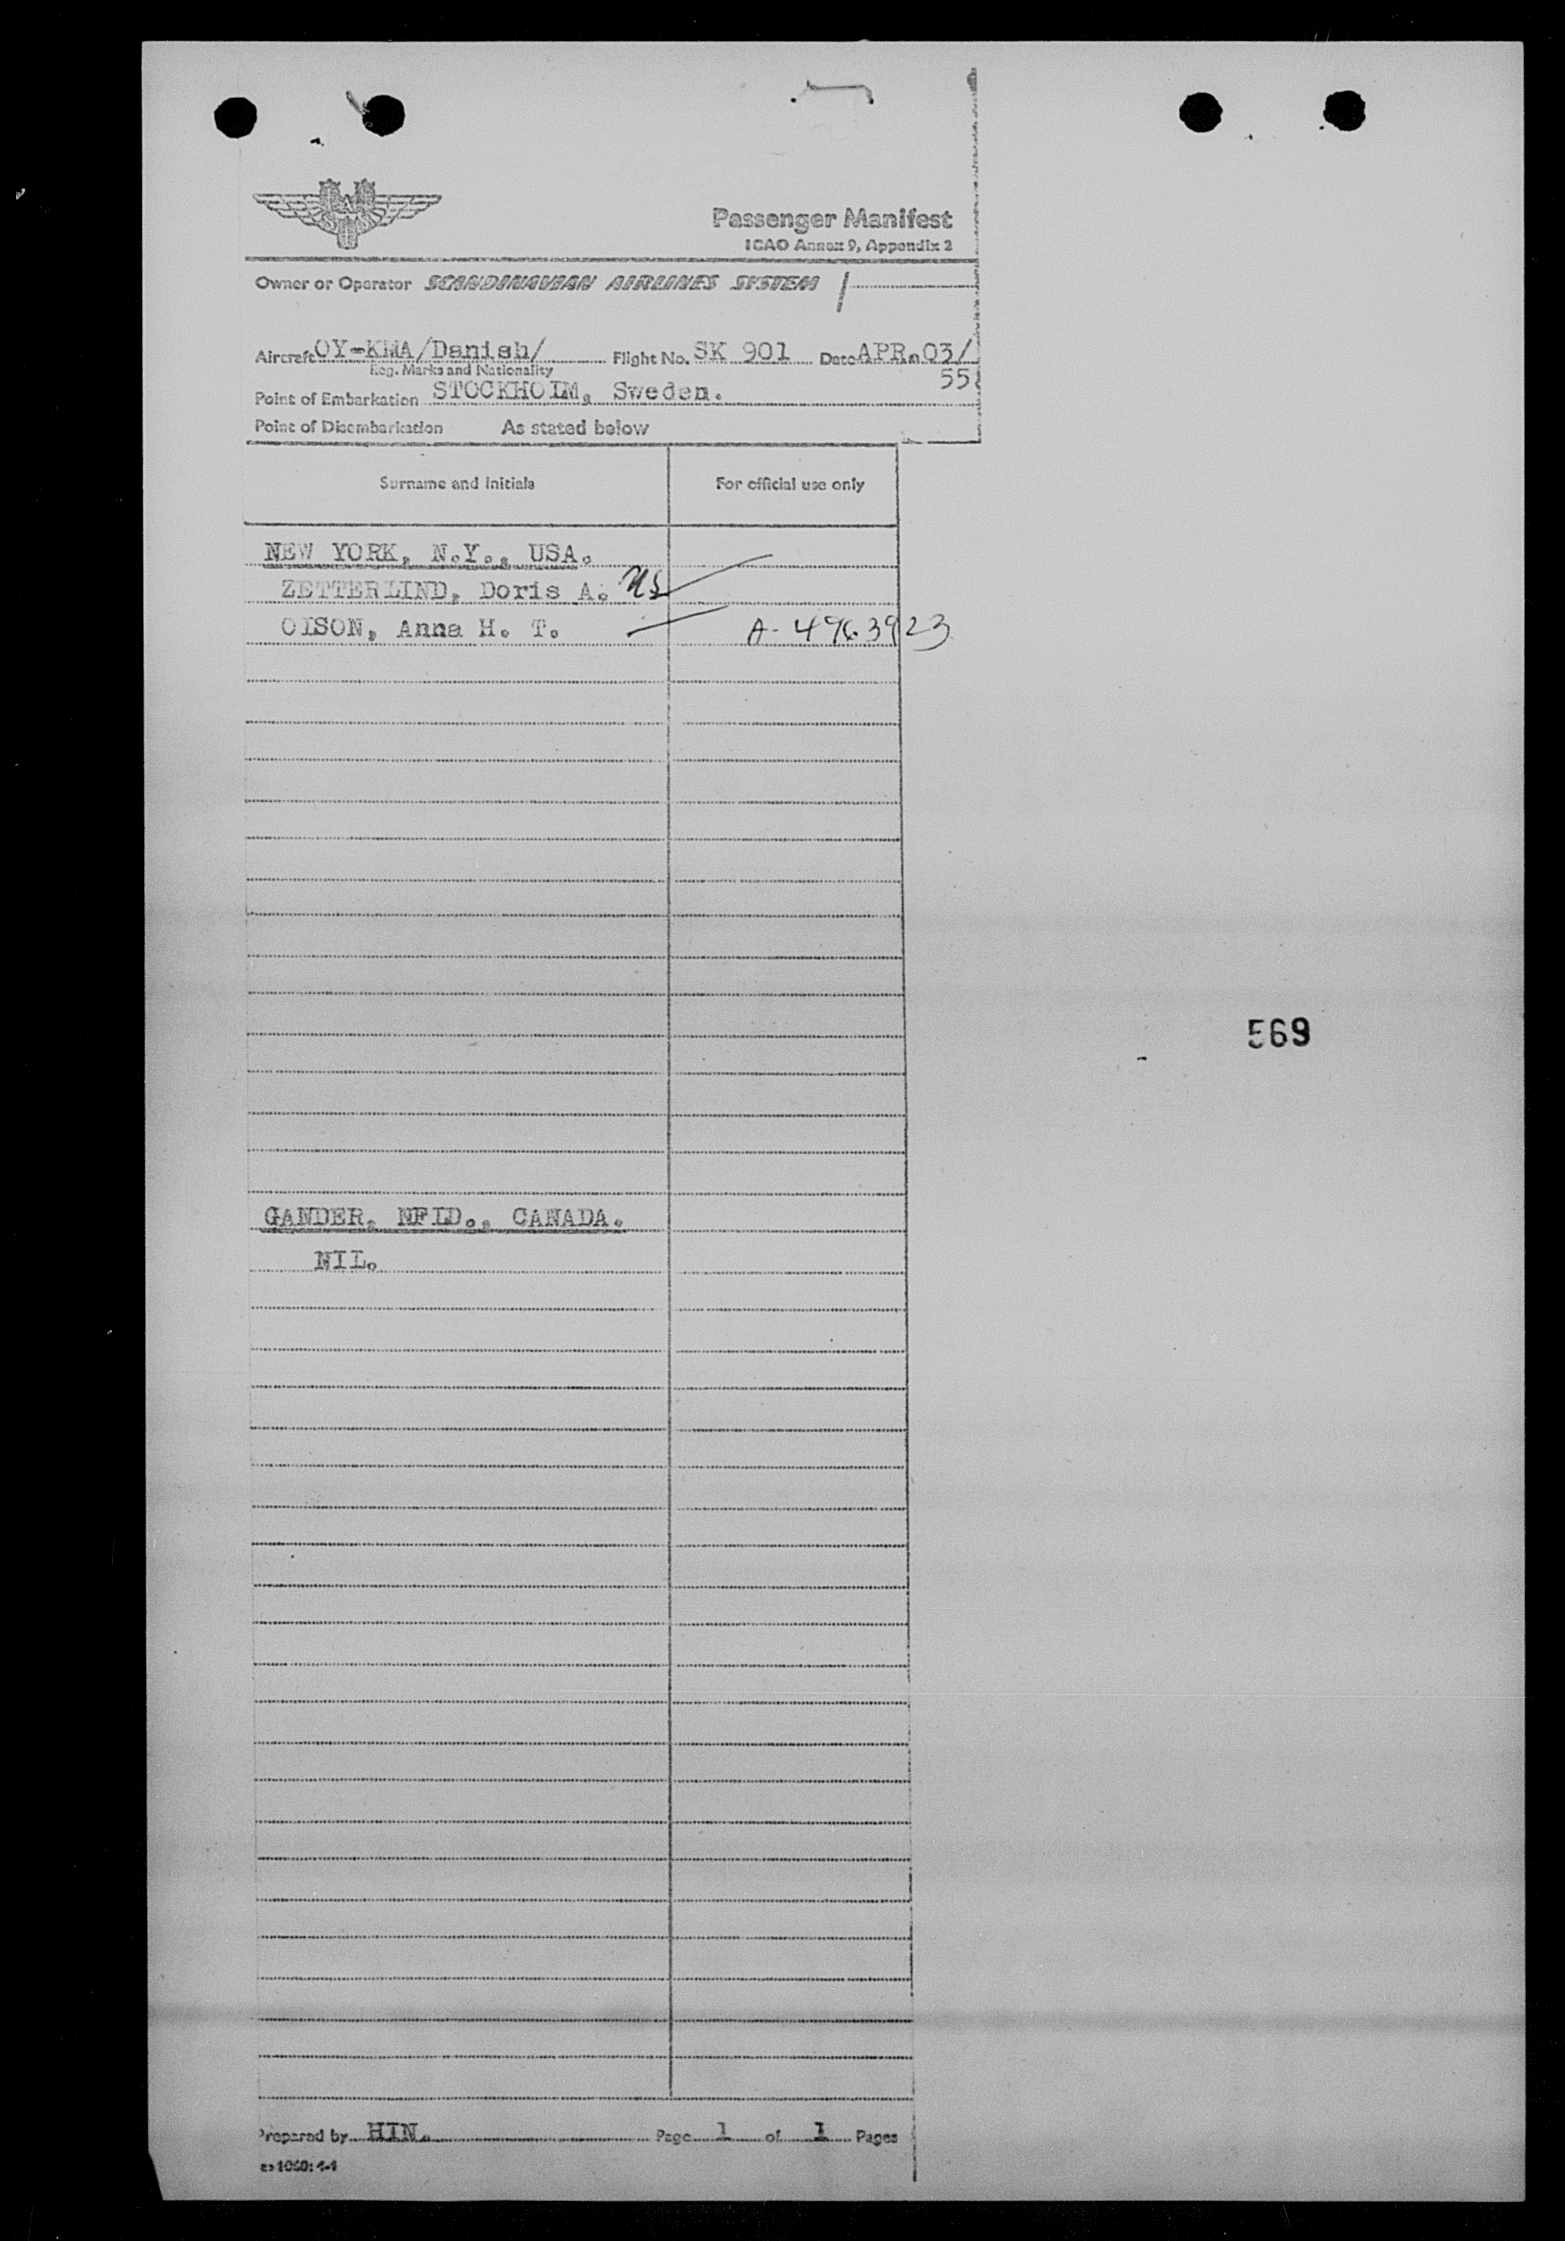 Passenger Manifest
ICAO Annex 9, Appendix 2
Owner or Operator SCANDINAVIAN AIRLINES SYSTEM
Aircraft OY-KMA/Danish/ Flight No. SK 901 Date APR.03/
55
Reg. Marks and Nationality
Point of Embarkation STOCKHOLM, Sweden.
Point of Disembarkation As stated below
Surname and initials For official use only
NEW YORK, N.Y., USA.
ZETTERLIND, Doris A. US
OLSON, Anna H. T. A-4963923
569
GANDER, NFLD., CANADA.
NIL.
Prepared by HIN. Page 1 of 1 Pages